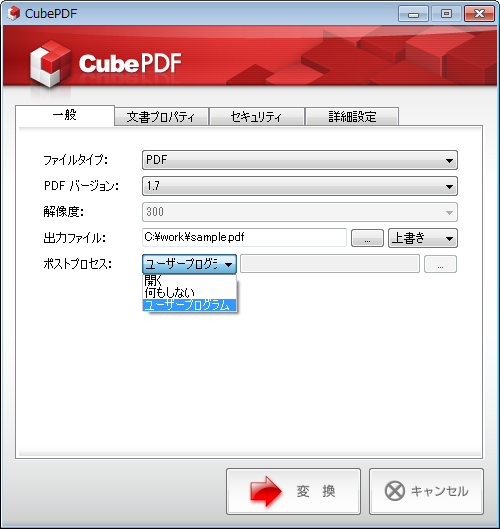 CubePDF
CubePDF
一般 文書プロパティ セキュリティ 詳細設定
ファイルタイプ: PDF
PDF バージョン: 1.7
解像度: 300
出力ファイル: C:¥work¥sample.pdf ... 上書き
ポストプロセス: ユーザープログラ ...
開く
何もしない
ユーザープログラム
変 換 キャンセル